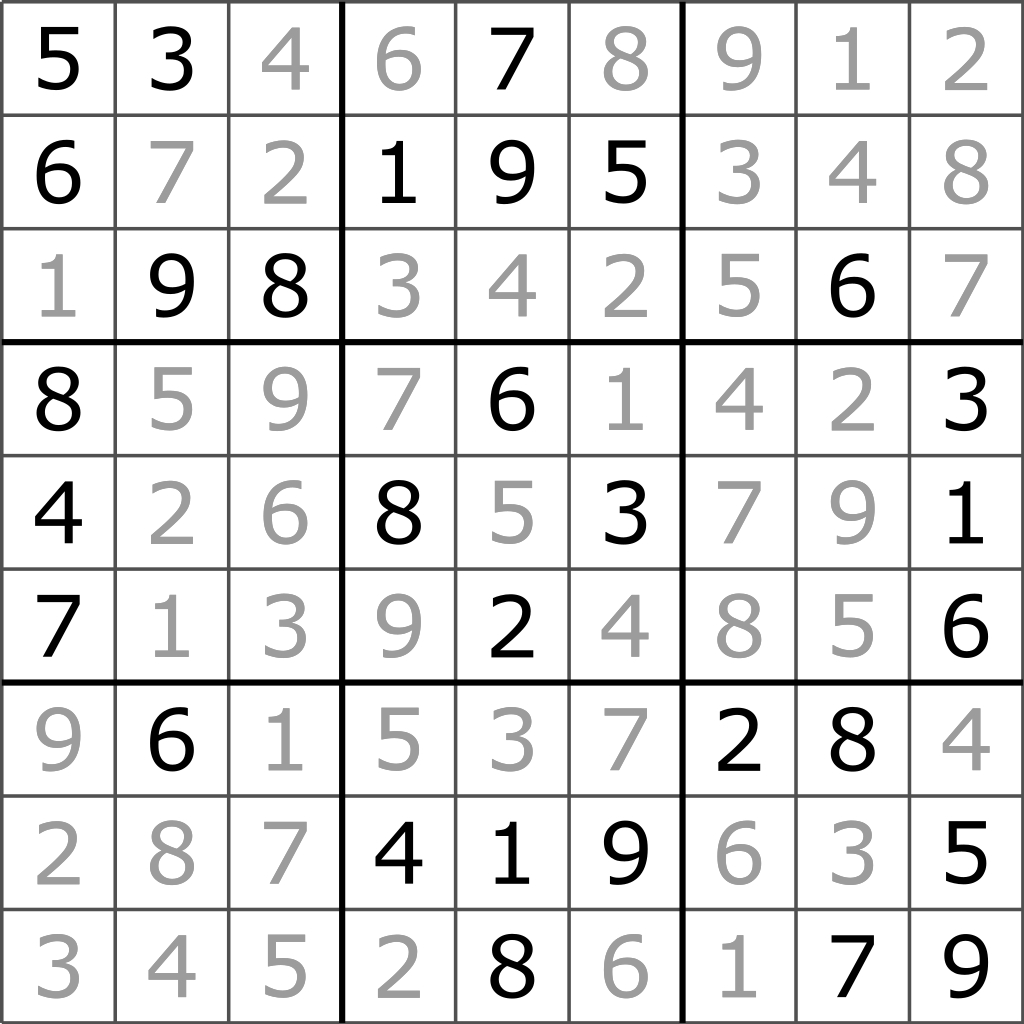 5 3 4 6 7 8 9 1 2
6 7 2 1 9 5 3 4 8
1 9 8 3 4 2 5 6 7
8 5 9 7 6 1 4 2 3
4 2 6 8 5 3 7 9 1
7 1 3 9 2 4 8 5 6
9 6 1 5 3 7 2 8 4
2 8 7 4 1 9 6 3 5
3 4 5 2 8 6 1 7 9